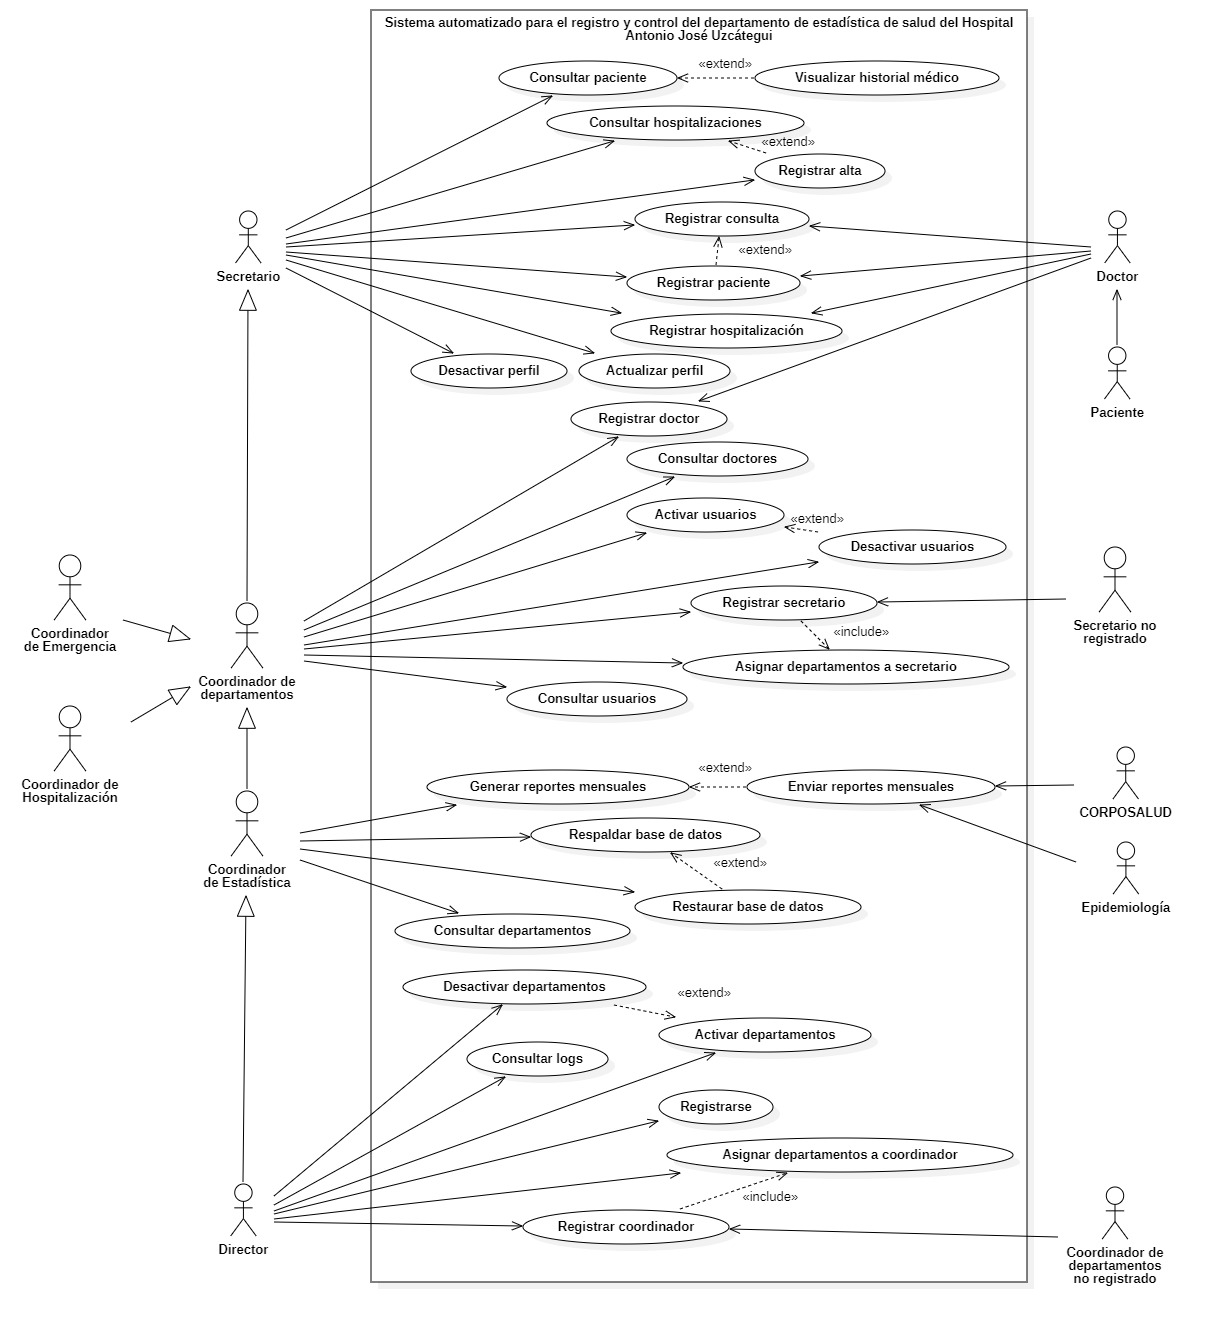 Sistema automatizado para el registro y control del departamento de estadística de salud del Hospital
Antonio José Uzcátegui
«extend»
Consultar paciente
Visualizar historial médico
Consultar hospitalizaciones
«extend»
Registrar alta
Registrar consulta
«extend»
Secretario
Doctor
Registrar paciente
Registrar hospitalización
Desactivar perfil
Actualizar perfil
Paciente
Registrar doctor
Consultar doctores
Activar usuarios
«extend»
Desactivar usuarios
Registrar secretario
«include»
Coordinador
de Emergencia
Secretario no
registrado
Asignar departamentos a secretario
Coordinador de
departamentos
Consultar usuarios
Coordinador de
Hospitalización
«extend»
Generar reportes mensuales
Enviar reportes mensuales
CORPOSALUD
Respaldar base de datos
«extend»
Coordinador
de Estadística
Restaurar base de datos
Epidemiología
Consultar departamentos
Desactivar departamentos
«extend»
Activar departamentos
Consultar logs
Registrarse
Asignar departamentos a coordinador
«include»
Registrar coordinador
Director
Coordinador de
departamentos
no registrado